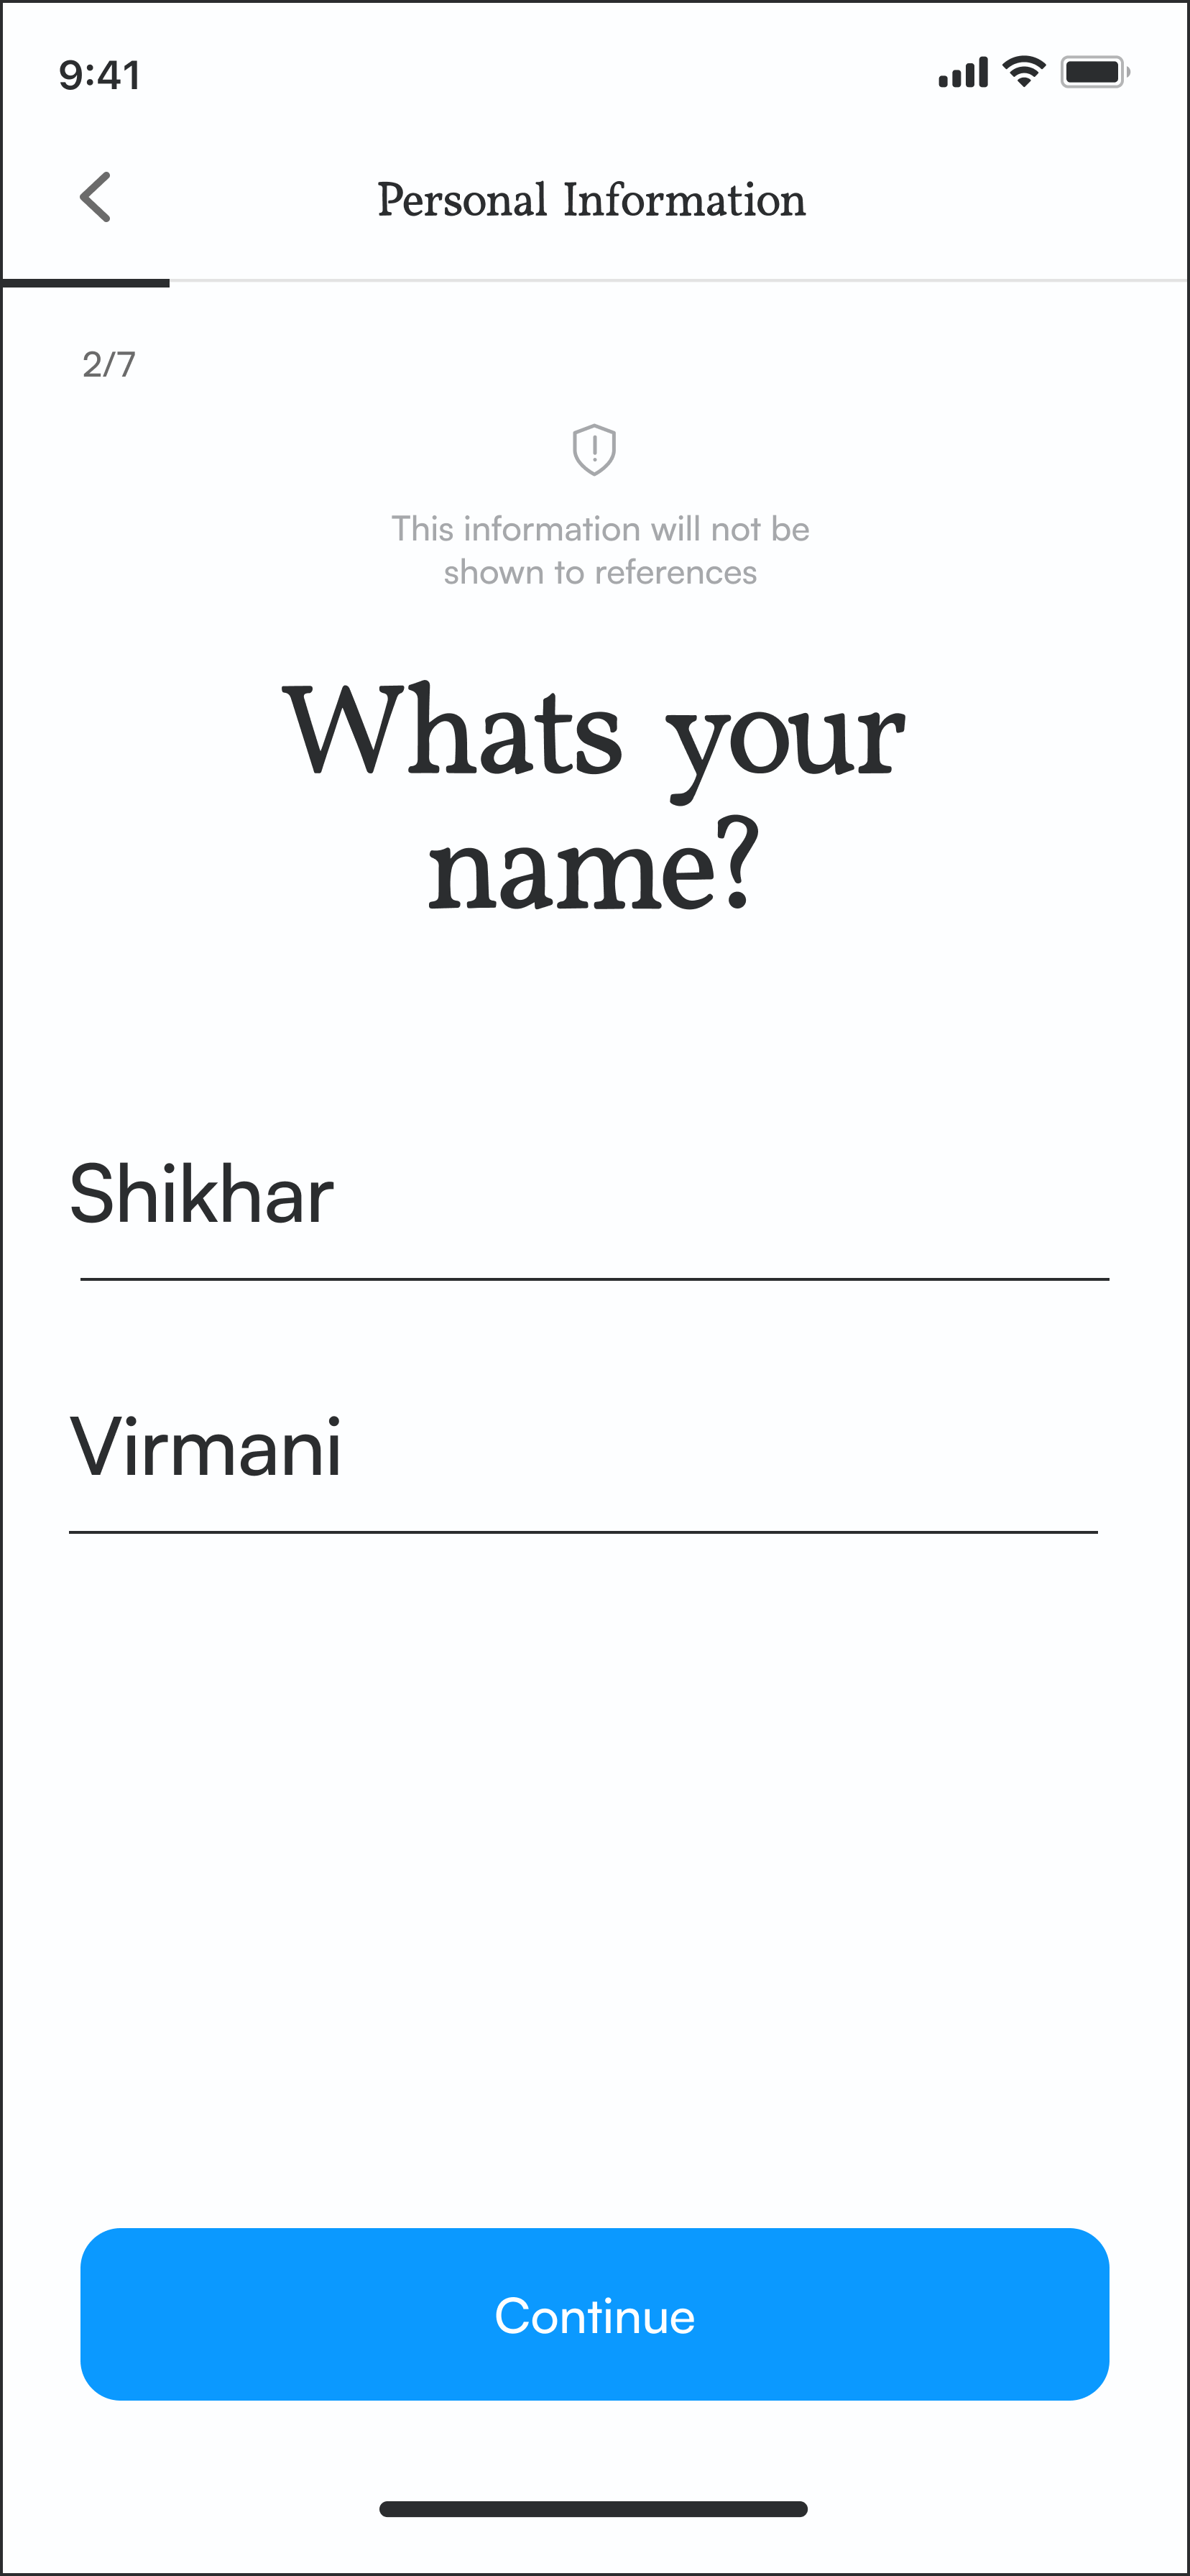 9:41
Personal Information
2/7
This information will not be
shown to references
Whats your
name?
Shikhar
Virmani
Continue